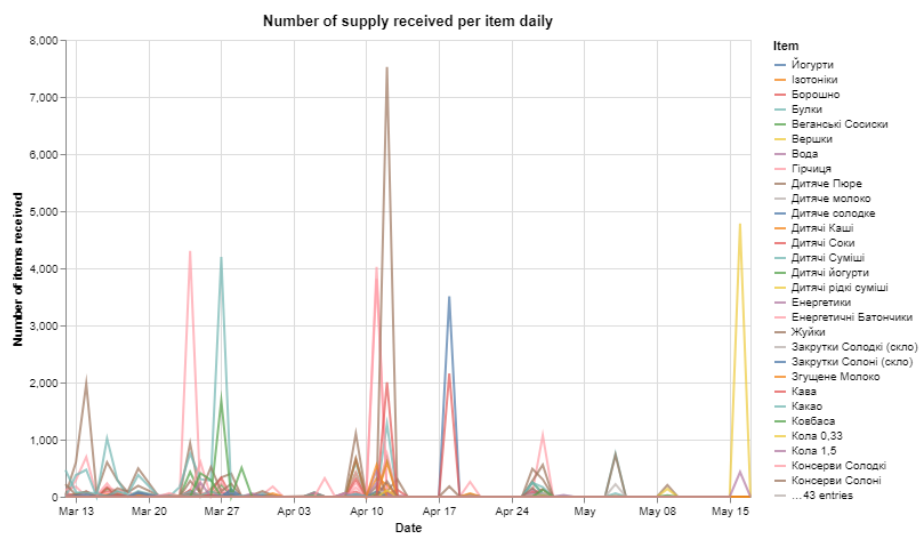 Number of supply received per item daily
8,000
7,000
6,000
5,000
4,000
3,000
2,000
1,000
0
Number of items received
Mar 13
Mar 20
Mar 27
Apr 03
Apr 10
Apr 17
Apr 24
May
May 08
May 15
Date
Item
Йогурти
Ізотоніки
Борошно
Булки
Веганські Сосиски
Вершки
Вода
Гірчиця
Дитяче Пюре
Дитяче молоко
Дитяче солодке
Дитячі Каші
Дитячі Соки
Дитячі Суміші
Дитячі йогурти
Дитячі рідкі суміші
Енергетики
Енергетичні Батончики
Жуйки
Закрутки Солодкі (скло)
Закрутки Солоні (скло)
Згущене Молоко
Кава
Какао
Ковбаса
Кола 0,33
Кола 1,5
Консерви Солодкі
Консерви Солоні
...43 entries